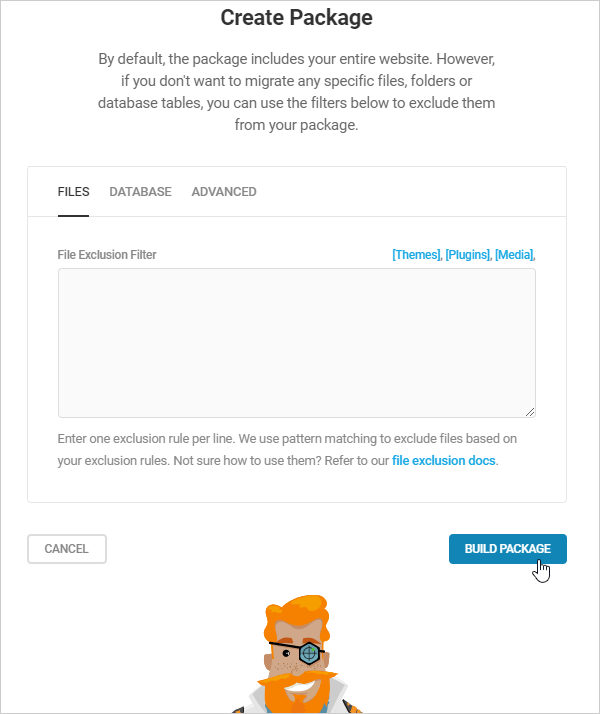 Create Package
By default, the package includes your entire website. However,
if you don't want to migrate any specific files, folders or
database tables, you can use the filters below to exclude them
from your package.
FILES DATABASE ADVANCED
File Exclusion Filter [Themes], [Plugins], [Media],
Enter one exclusion rule per line. We use pattern matching to exclude files based on
your exclusion rules. Not sure how to use them? Refer to our file exclusion docs.
CANCEL BUILD PACKAGE